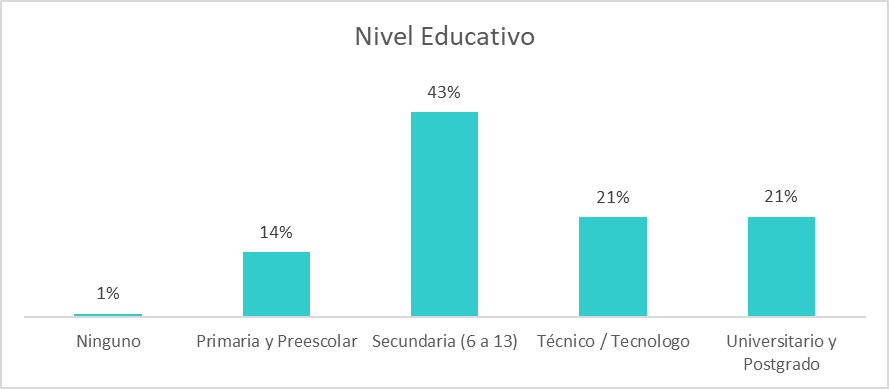 Nivel Educativo
43%
21%
21%
14%
1%
Ninguno
Primaria y Preescolar
Secundaria (6 a 13)
Técnico / Tecnologo
Universitario y
Postgrado